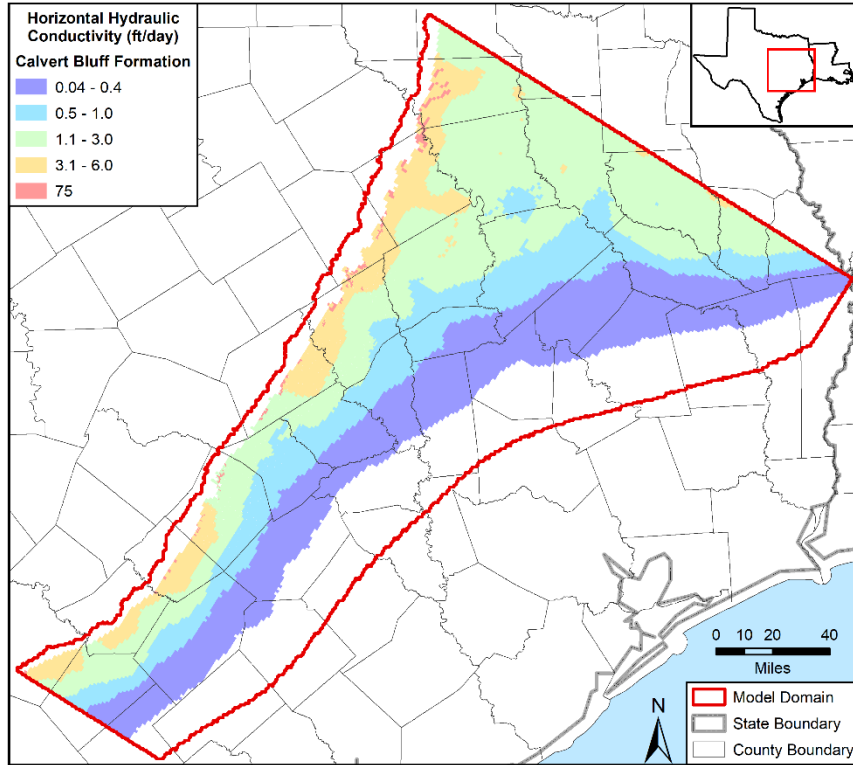 Horizontal Hydraulic
Conductivity (ft/day)
Calvert Bluff Formation
0.04 - 0.4
0.5 - 1.0
1.1 - 3.0
3.1 - 6.0
75
0 10 20 40
Miles
N
Model Domain
State Boundary
County Boundary